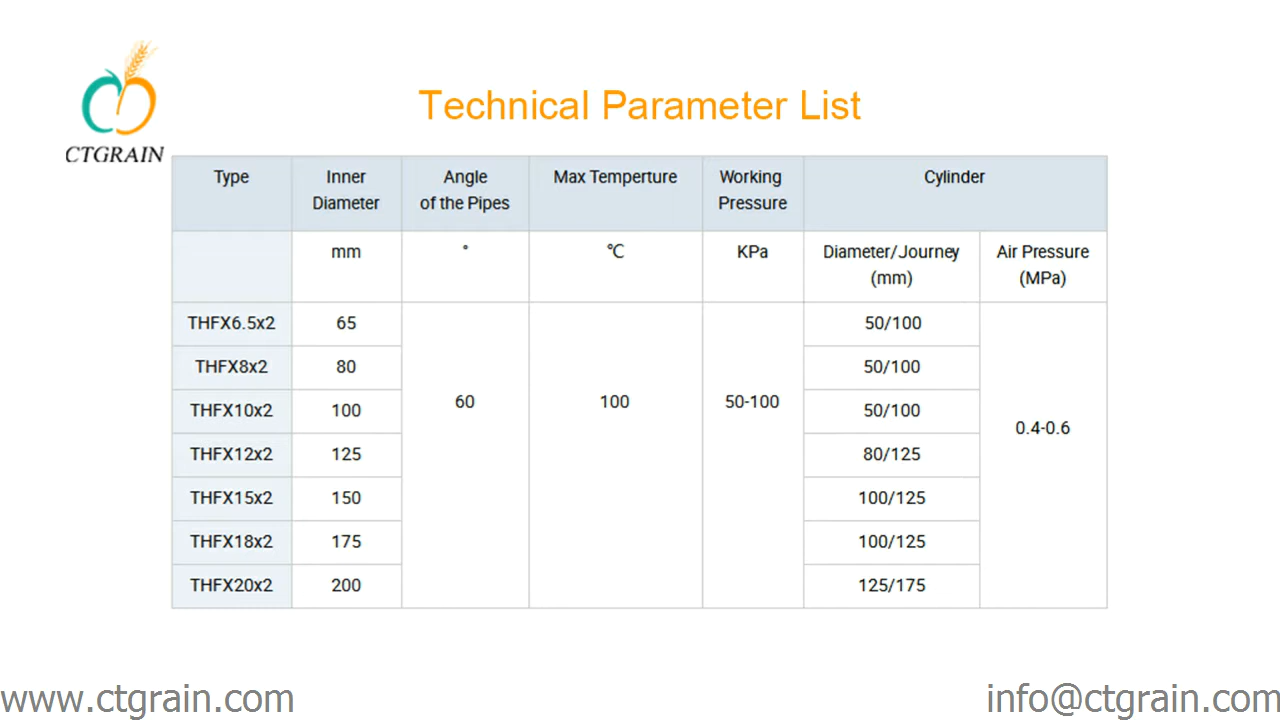 CTGRAIN
Technical Parameter List
Type Inner Diameter Angle of the Pipes Max Temperture Working Pressure Cylinder
mm ° ℃ KPa Diameter/Journey (mm) Air Pressure (MPa)
THFX6.5x2 65 50/100
THFX8x2 80 50/100
60 100 50-100
THFX10x2 100 50/100
0.4-0.6
THFX12x2 125 80/125
THFX15x2 150 100/125
THFX18x2 175 100/125
THFX20x2 200 125/175
www.ctgrain.com info@ctgrain.com